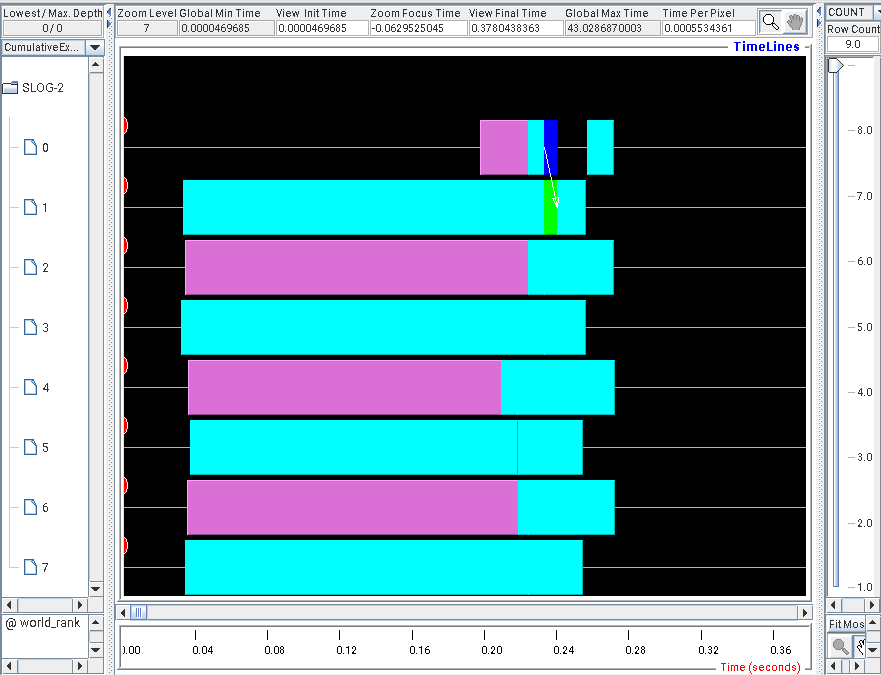 Lowest / Max. Depth
0 / 0
CumulativeEx...
Zoom Level Global Min Time View Init Time Zoom Focus Time View Final Time Global Max Time Time Per Pixel
7 0.0000469685 0.0000469685 -0.0629525045 0.3780438363 43.0286870003 0.0005534361
COUNT
Row Count
9.0
TimeLines
SLOG-2
0
1
2
3
4
5
6
7
8.0
7.0
6.0
5.0
4.0
3.0
2.0
1.0
@ world_rank
Fit Mos
0.00 0.04 0.08 0.12 0.16 0.20 0.24 0.28 0.32 0.36
Time (seconds)